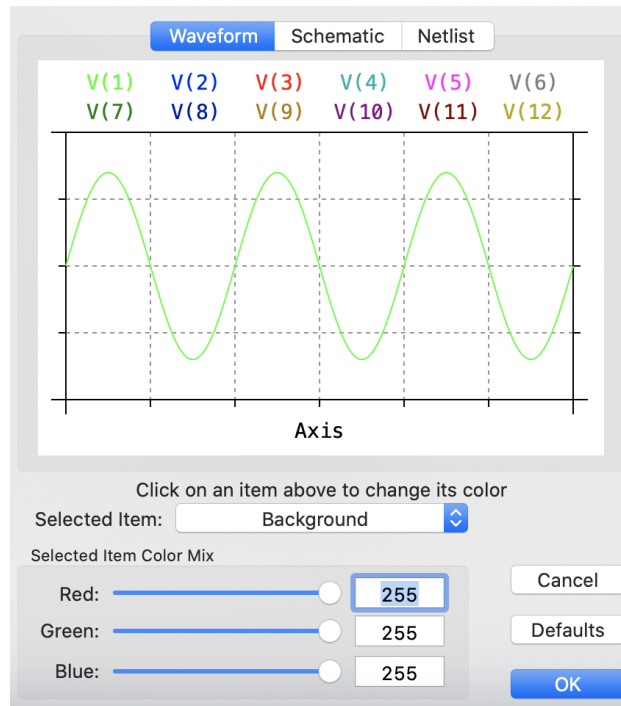 Waveform Schematic Netlist
V(1) V(2) V(3) V(4) V(5) V(6)
V(7) V(8) V(9) V(10) V(11) V(12)
Axis
Click on an item above to change its color
Selected Item: Background
Selected Item Color Mix
Red: 255
Green: 255
Blue: 255
Cancel
Defaults
OK